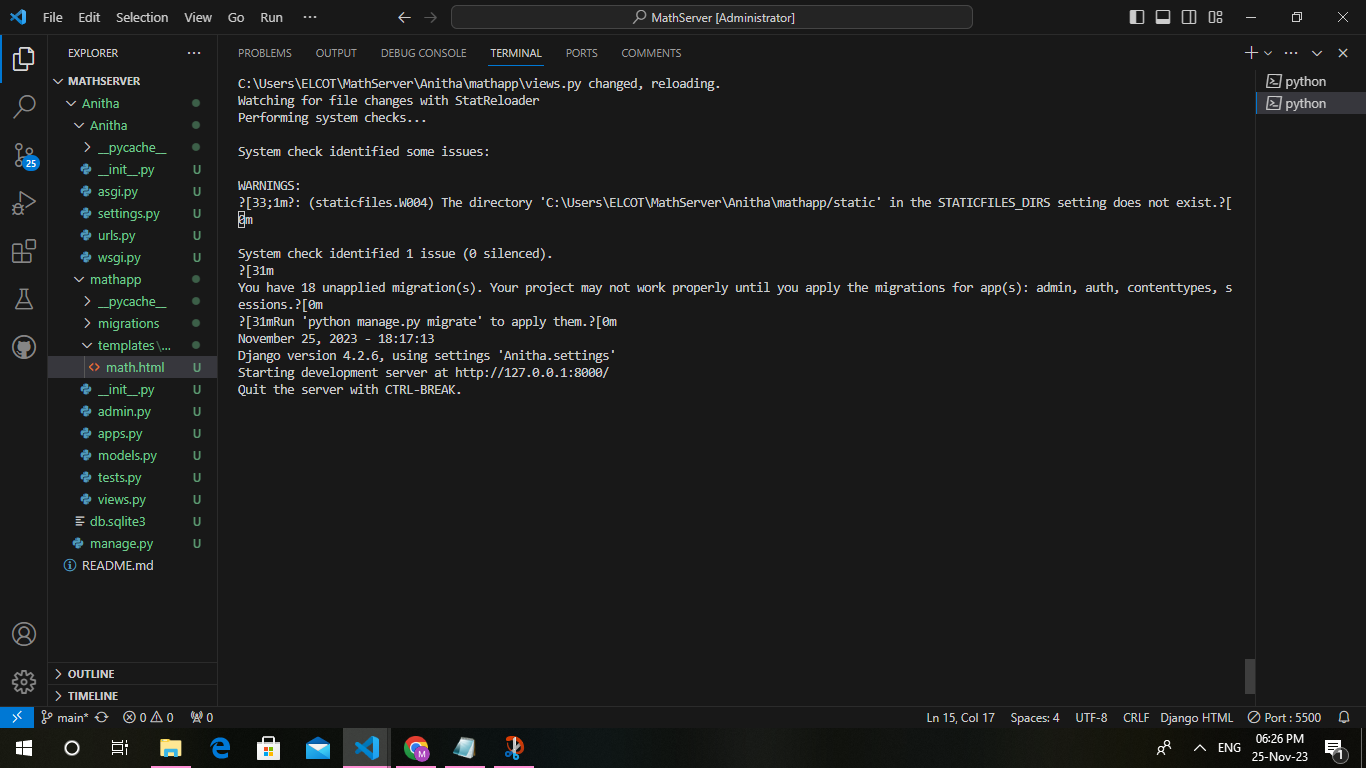 File Edit Selection View Go Run ··· MathServer [Administrator]
EXPLORER ···
MATHSERVER
Anitha
Anitha
__pycache__
__init__.py U
asgi.py U
settings.py U
urls.py U
wsgi.py U
mathapp
__pycache__
migrations
templates\...
math.html U
__init__.py U
admin.py U
apps.py U
models.py U
tests.py U
views.py U
db.sqlite3 U
manage.py U
README.md
OUTLINE
TIMELINE
25
PROBLEMS OUTPUT DEBUG CONSOLE TERMINAL PORTS COMMENTS
C:\Users\ELCOT\MathServer\Anitha\mathapp\views.py changed, reloading.
Watching for file changes with StatReloader
Performing system checks...
System check identified some issues:
WARNINGS:
?[33;1m?: (staticfiles.W004) The directory 'C:\Users\ELCOT\MathServer\Anitha\mathapp/static' in the STATICFILES_DIRS setting does not exist.?[
0m
System check identified 1 issue (0 silenced).
?[31m
You have 18 unapplied migration(s). Your project may not work properly until you apply the migrations for app(s): admin, auth, contenttypes, s
essions.?[0m
?[31mRun 'python manage.py migrate' to apply them.?[0m
November 25, 2023 - 18:17:13
Django version 4.2.6, using settings 'Anitha.settings'
Starting development server at http://127.0.0.1:8000/
Quit the server with CTRL-BREAK.
python
python
main* 0 0 0 Ln 15, Col 17 Spaces: 4 UTF-8 CRLF Django HTML Port : 5500
M ENG 06:26 PM
25-Nov-23 1